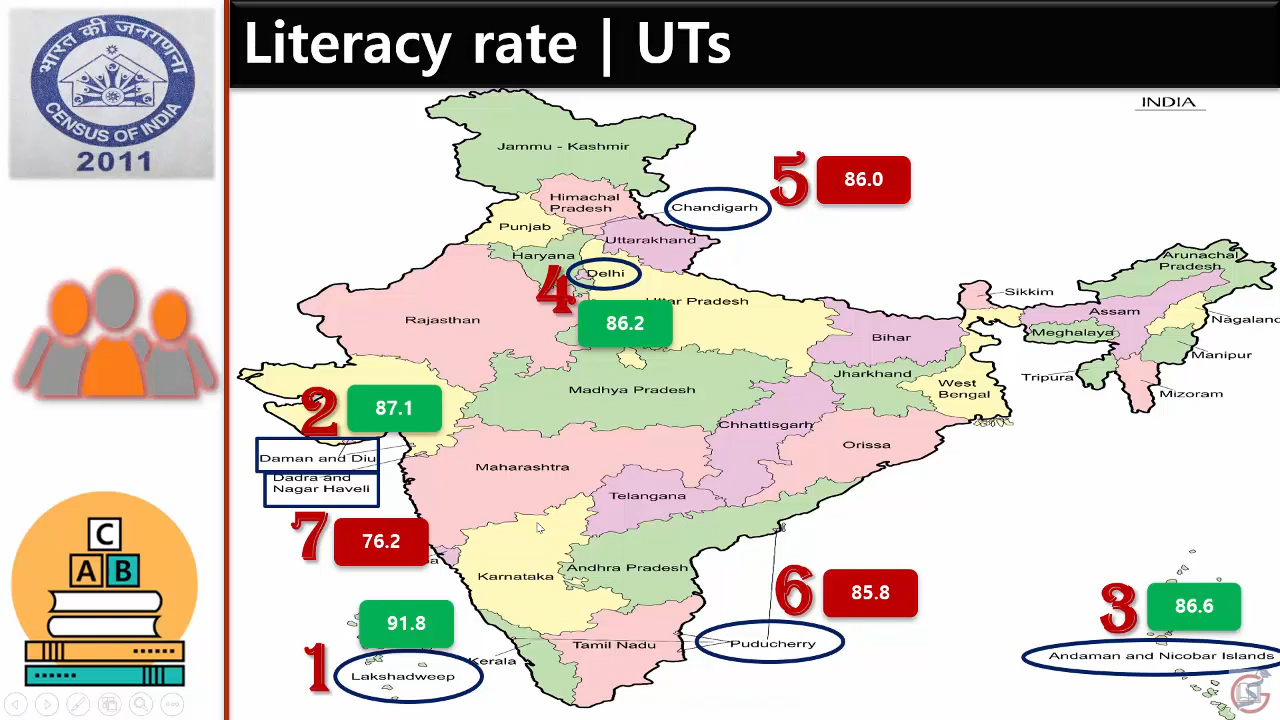 Literacy rate | UTs
भारत की जनगणना
CENSUS OF INDIA
2011
INDIA
Jammu - Kashmir
5
86.0
Himachal
Pradesh
Chandigarh
Punjab
Uttarakhand
Haryana
Delhi
4
86.2
Uttar Pradesh
Arunachal
Pradesh
Sikkim
Assam
Nagaland
Meghalaya
Manipur
Tripura
Mizoram
Rajasthan
Bihar
Jharkhand
West
Bengal
Madhya Pradesh
2
87.1
Chhattisgarh
Orissa
Daman and Diu
Dadra and
Nagar Haveli
Maharashtra
Telangana
7
76.2
a
Karnataka
Andhra Pradesh
6
85.8
3
86.6
91.8
1
Lakshadweep
Kerala
Tamil Nadu
Puducherry
Andaman and Nicobar Islands
C
A B